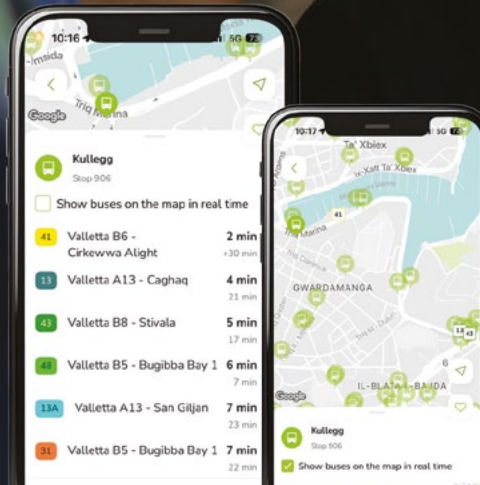 10:16
5G 73
-/msida
Triq Marina
Google
Kullegg
Stop 906
Show buses on the map in real time
41 Valletta B6 - 2 min
Cirkewwa Alight +30 min
13 Valletta A13 - Caghaq 4 min
21 min
43 Valletta B8 - Stivala 5 min
17 min
48 Valletta B5 - Bugibba Bay 1 6 min
7 min
13A Valletta A13 - San Giljan 7 min
23 min
31 Valletta B5 - Bugibba Bay 1 7 min
22 min
10:17
5G
Ta' Xbiex
Ix-Xatt Ta' Xbiex
41
Triq Marina
GWARDAMANGA
13 43
6
IL-BLATA L-BAJDA
Google
Kullegg
Stop 906
Show buses on the map in real time